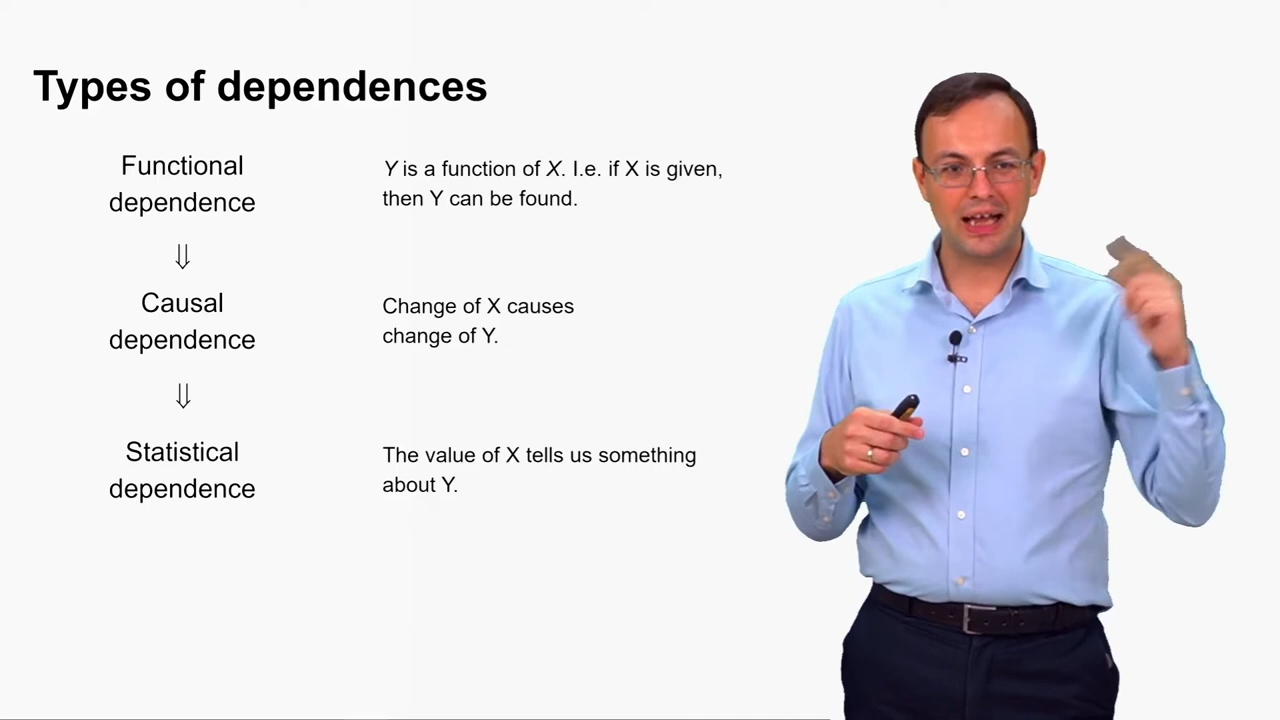 Types of dependences
Functional
dependence
Y is a function of X. I.e. if X is given,
then Y can be found.
⇓
Causal
dependence
Change of X causes
change of Y.
⇓
Statistical
dependence
The value of X tells us something
about Y.